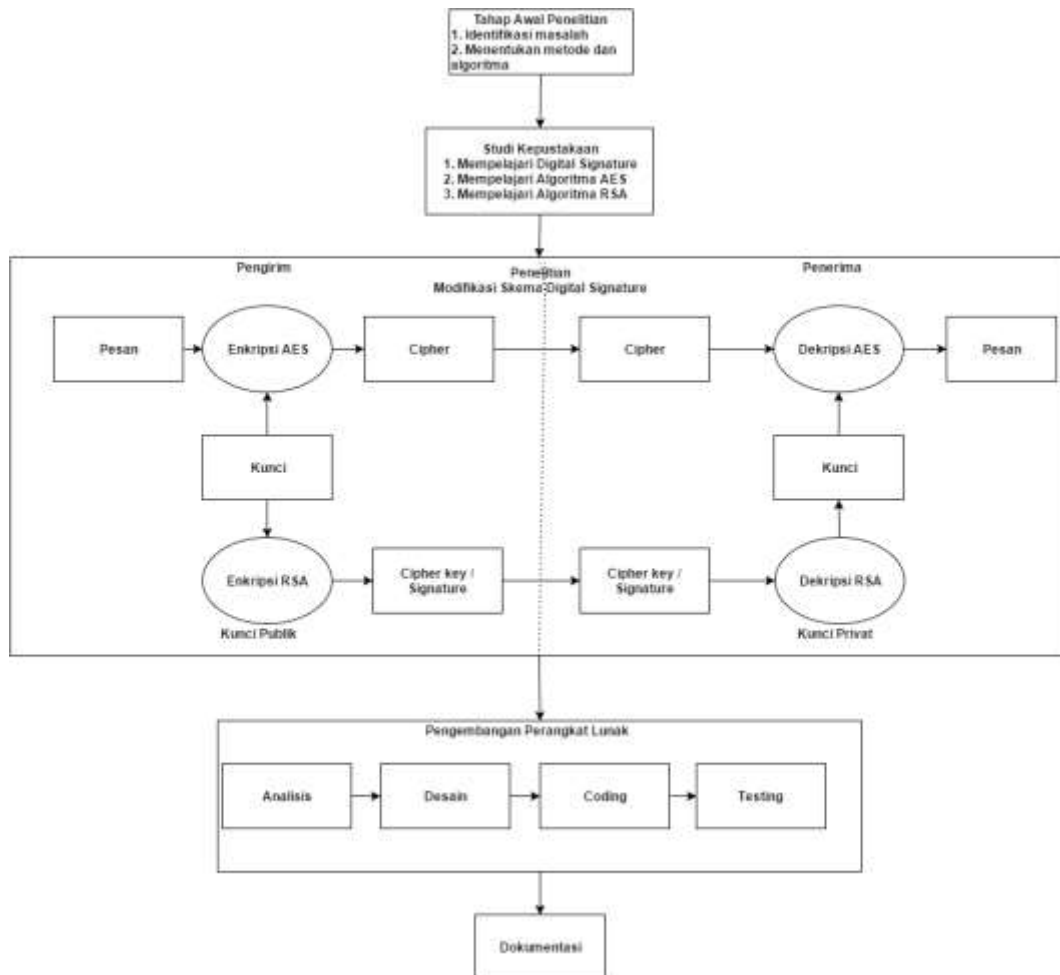 Tahap Awal Penelitian
1. Identifikasi masalah
2. Menentukan metode dan
algoritma
Studi Kepustakaan
1. Mempelajari Digital Signature
2. Mempelajari Algoritma AES
3. Mempelajari Algoritma RSA
Pengirim
Penelitian
Modifikasi Skema Digital Signature
Penerima
Pesan
Enkripsi AES
Cipher
Cipher
Dekripsi AES
Pesan
Kunci
Kunci
Enkripsi RSA
Cipher key /
Signature
Cipher key /
Signature
Dekripsi RSA
Kunci Publik
Kunci Privat
Pengembangan Perangkat Lunak
Analisis
Desain
Coding
Testing
Dokumentasi